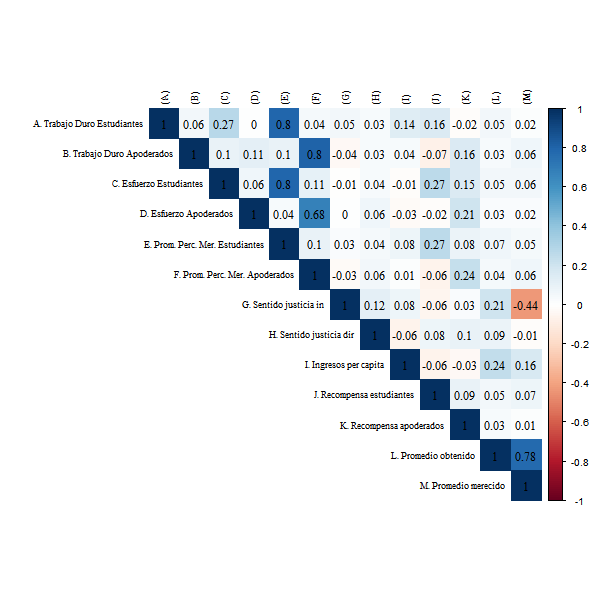 (A) (B) (C) (D) (E) (F) (G) (H) (I) (J) (K) (L) (M)
A. Trabajo Duro Estudiantes 1 0.06 0.27 0 0.8 0.04 0.05 0.03 0.14 0.16 -0.02 0.05 0.02
B. Trabajo Duro Apoderados 1 0.1 0.11 0.1 0.8 -0.04 0.03 0.04 -0.07 0.16 0.03 0.06
C. Esfuerzo Estudiantes 1 0.06 0.8 0.11 -0.01 0.04 -0.01 0.27 0.15 0.05 0.06
D. Esfuerzo Apoderados 1 0.04 0.68 0 0.06 -0.03 -0.02 0.21 0.03 0.02
E. Prom. Perc. Mer. Estudiantes 1 0.1 0.03 0.04 0.08 0.27 0.08 0.07 0.05
F. Prom. Perc. Mer. Apoderados 1 -0.03 0.06 0.01 -0.06 0.24 0.04 0.06
G. Sentido justicia in 1 0.12 0.08 -0.06 0.03 0.21 -0.44
H. Sentido justicia dir 1 -0.06 0.08 0.1 0.09 -0.01
I. Ingresos per capita 1 -0.06 -0.03 0.24 0.16
J. Recompensa estudiantes 1 0.09 0.05 0.07
K. Recompensa apoderados 1 0.03 0.01
L. Promedio obtenido 1 0.78
M. Promedio merecido 1
1
0.8
0.6
0.4
0.2
0
-0.2
-0.4
-0.6
-0.8
-1